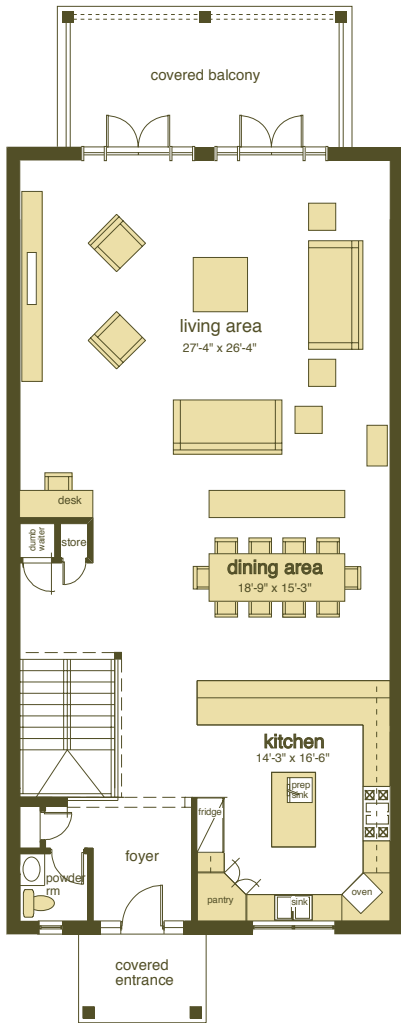 covered balcony
living area
27'-4" x 26'-4"
desk
dumb
waiter
store
dining area
18'-9" x 15'-3"
kitchen
14'-3" x 16'-6"
prep
sink
fridge
foyer
powder
rm
pantry
sink
oven
covered
entrance